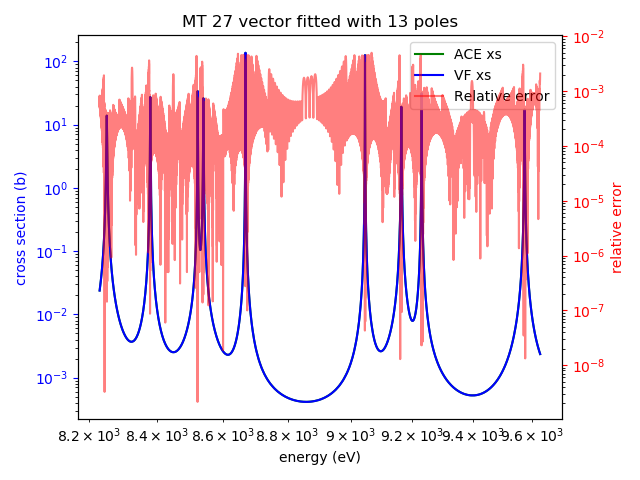 MT 27 vector fitted with 13 poles
ACE xs
VF xs
Relative error
cross section (b)
10²
10¹
10⁰
10⁻¹
10⁻²
10⁻³
relative error
10⁻²
10⁻³
10⁻⁴
10⁻⁵
10⁻⁶
10⁻⁷
10⁻⁸
8.2 × 10³ 8.4 × 10³ 8.6 × 10³ 8.8 × 10³ 9 × 10³ 9.2 × 10³ 9.4 × 10³ 9.6 × 10³
energy (eV)